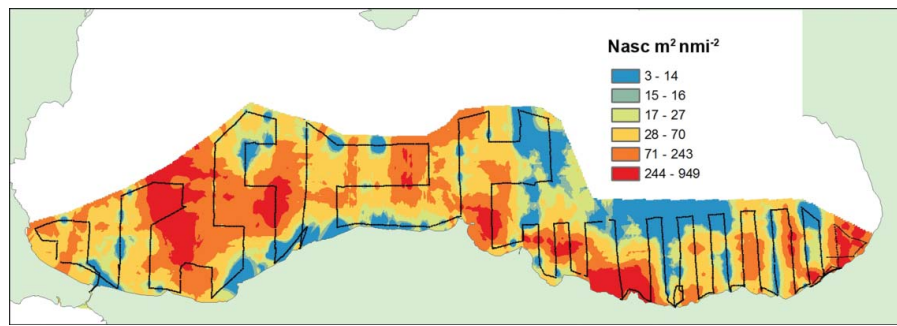 Nasc m² nmi⁻²
3 - 14
15 - 16
17 - 27
28 - 70
71 - 243
244 - 949